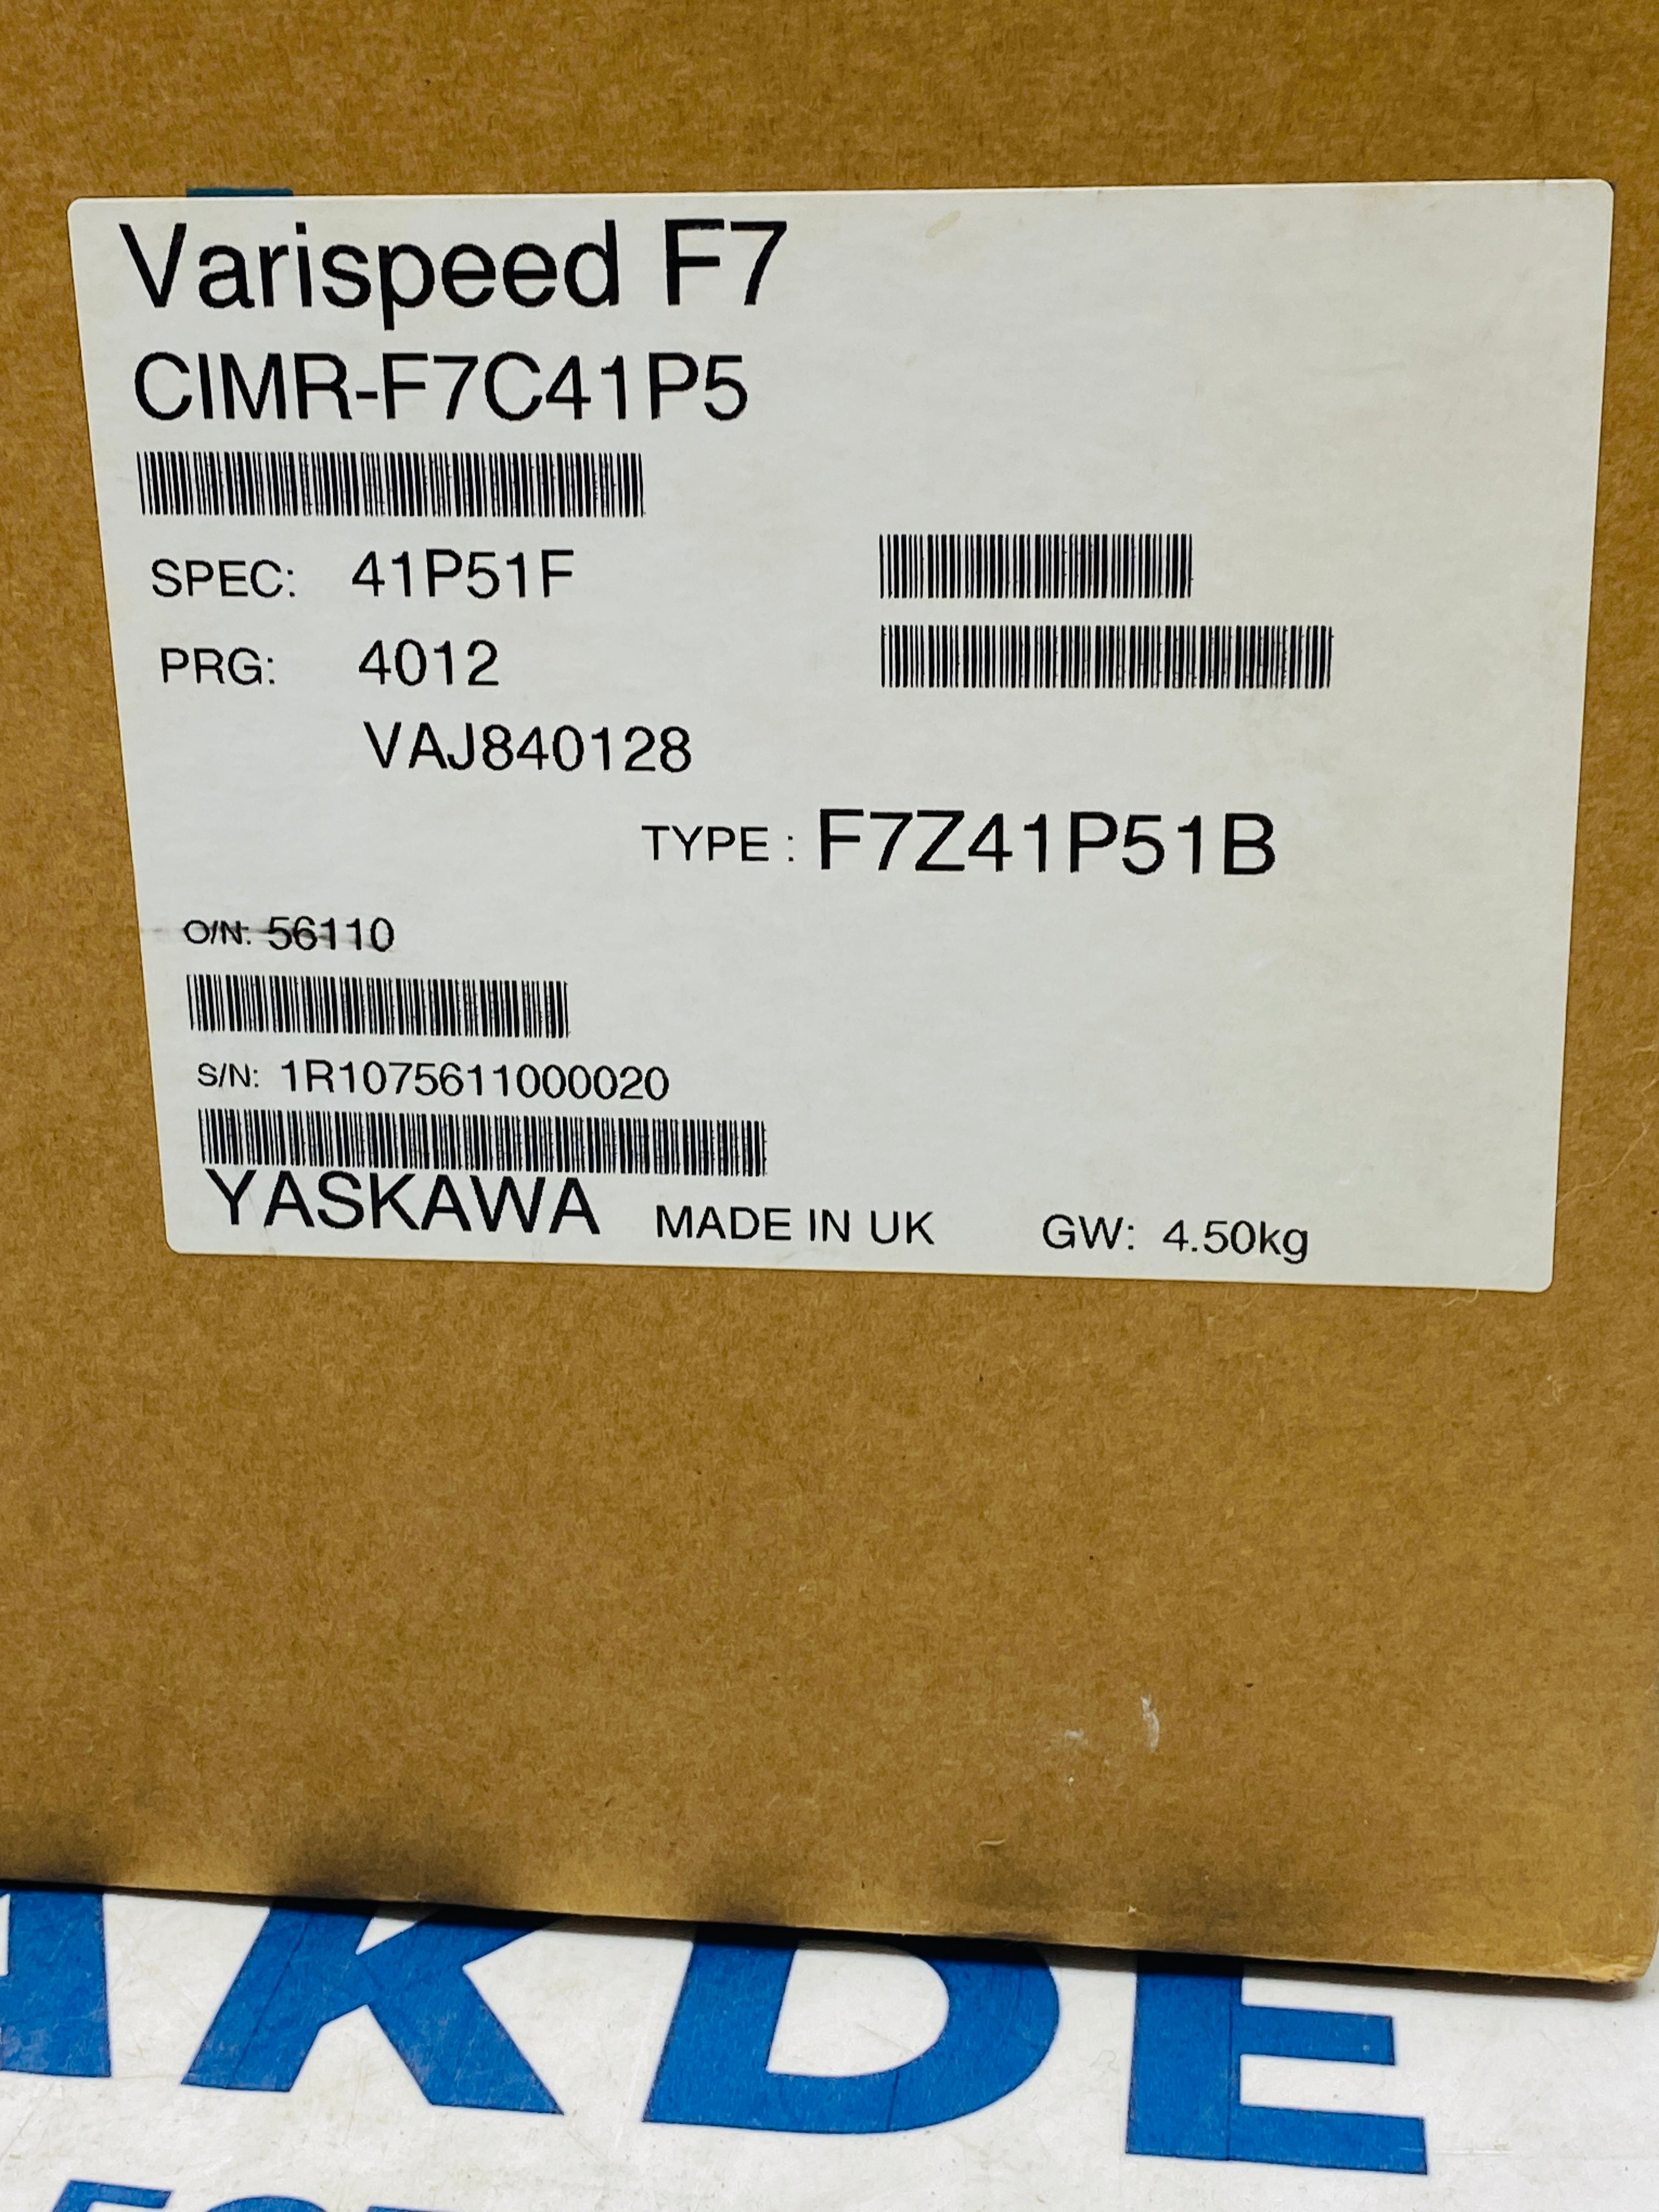 Varispeed F7
CIMR-F7C41P5
SPEC: 41P51F
PRG: 4012
VAJ840128
TYPE : F7Z41P51B
O/N: 56110
S/N: 1R1075611000020
YASKAWA MADE IN UK GW: 4.50kg
AKDE